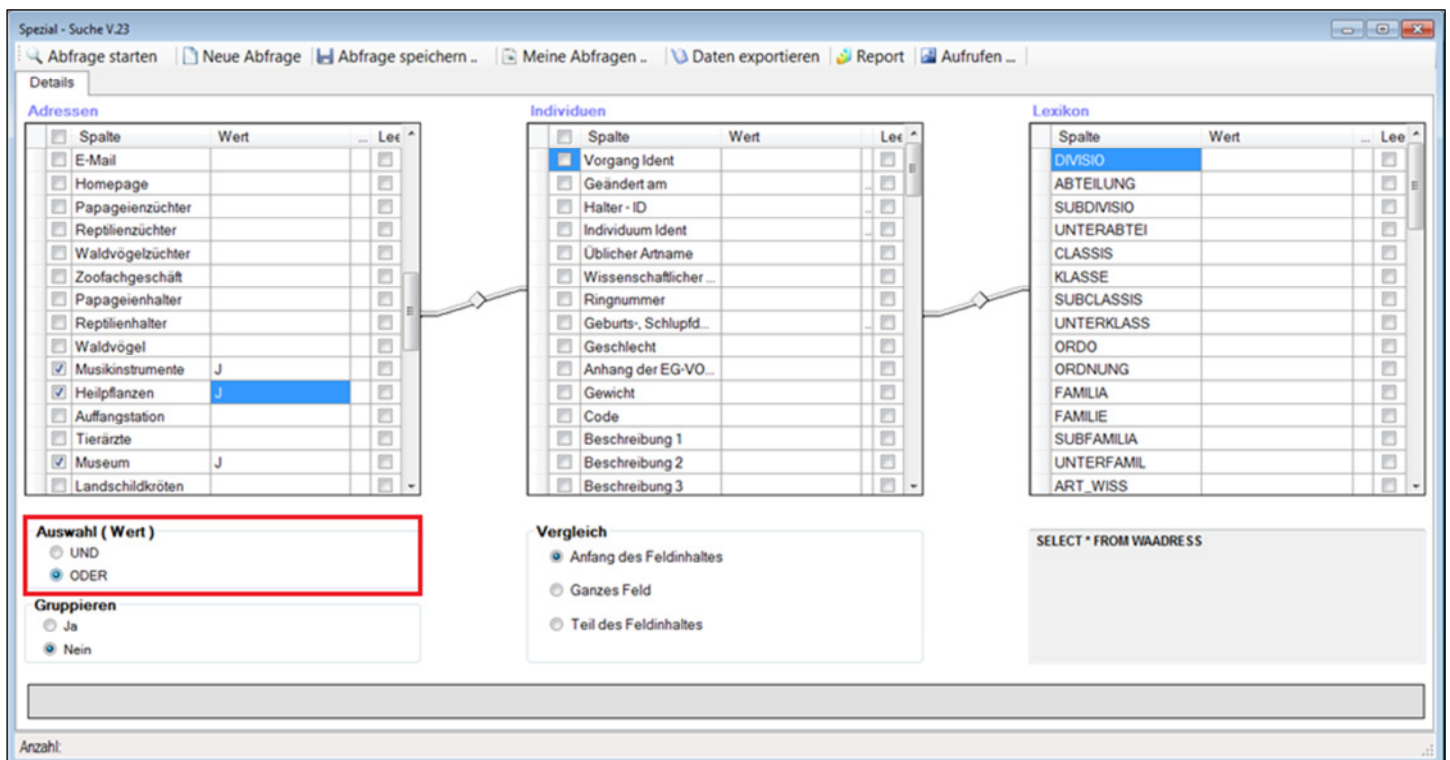 Spezial - Suche V.23
Abfrage starten Neue Abfrage Abfrage speichern .. Meine Abfragen .. Daten exportieren Report Aufrufen ...
Details
Adressen
Spalte Wert ... Lee
E-Mail
Homepage
Papageienzüchter
Reptilienzüchter
Waldvögelzüchter
Zoofachgeschäft
Papageienhalter
Reptilienhalter
Waldvögel
Musikinstrumente J
Heilpflanzen J
Auffangstation
Tierärzte
Museum J
Landschildkröten
Individuen
Spalte Wert Lee
Vorgang Ident
Geändert am
Halter - ID
Individuum Ident
Üblicher Artname
Wissenschaftlicher ...
Ringnummer
Geburts-, Schlupfd...
Geschlecht
Anhang der EG-VO...
Gewicht
Code
Beschreibung 1
Beschreibung 2
Beschreibung 3
Lexikon
Spalte Wert ... Lee
DIVISIO
ABTEILUNG
SUBDIVISIO
UNTERABTEI
CLASSIS
KLASSE
SUBCLASSIS
UNTERKLASS
ORDO
ORDNUNG
FAMILIA
FAMILIE
SUBFAMILIA
UNTERFAMIL
ART_WISS
Auswahl ( Wert )
UND
ODER
Gruppieren
Ja
Nein
Vergleich
Anfang des Feldinhaltes
Ganzes Feld
Teil des Feldinhaltes
SELECT * FROM WAADRESS
Anzahl: